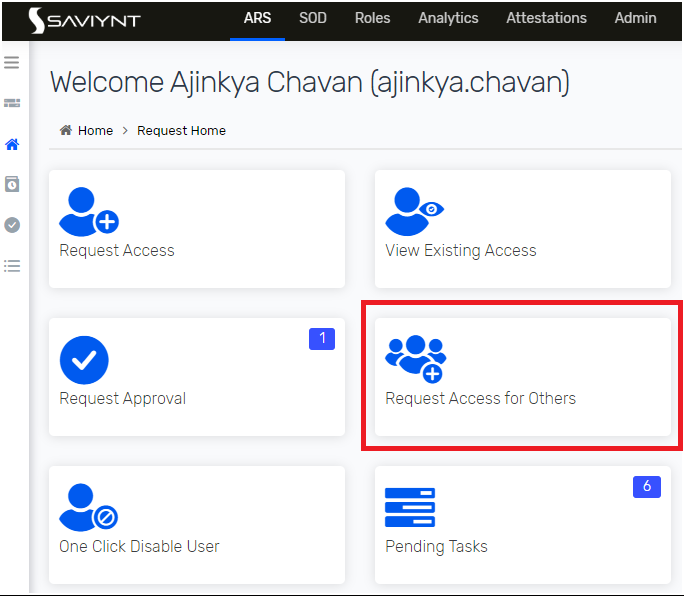 SAVIYNT ARS SOD Roles Analytics Attestations Admin
Welcome Ajinkya Chavan (ajinkya.chavan)
Home > Request Home
Request Access
View Existing Access
1
Request Approval
Request Access for Others
One Click Disable User
6
Pending Tasks